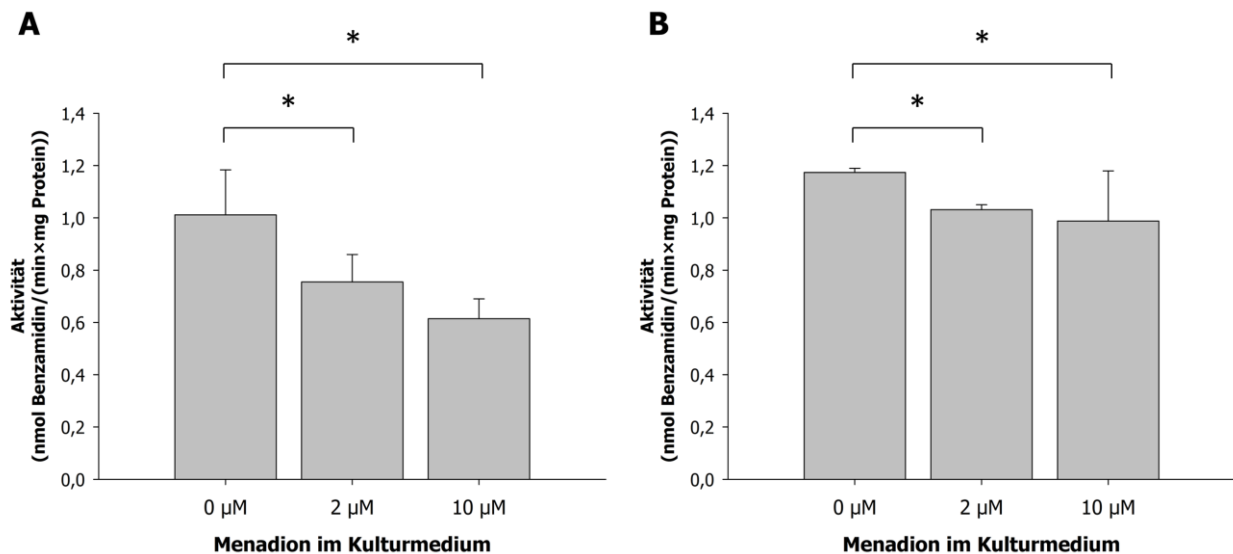 A
*
*
1,4
1,2
1,0
0,8
0,6
0,4
0,2
0,0
Aktivität
(nmol Benzamidin/(min×mg Protein))
0 µM
2 µM
10 µM
Menadion im Kulturmedium
B
*
*
1,4
1,2
1,0
0,8
0,6
0,4
0,2
0,0
Aktivität
(nmol Benzamidin/(min×mg Protein))
0 µM
2 µM
10 µM
Menadion im Kulturmedium